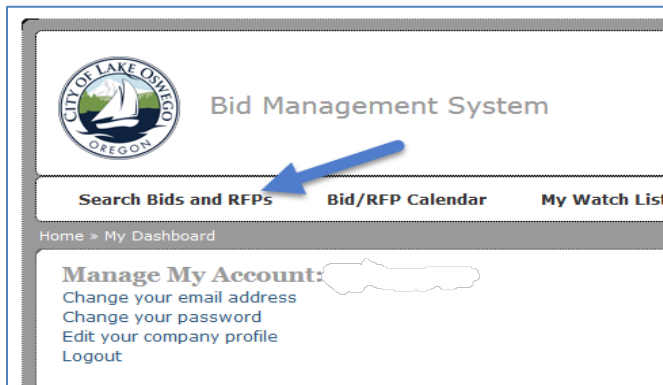 CITY OF LAKE OSWEGO
OREGON
Bid Management System
Search Bids and RFPs Bid/RFP Calendar My Watch List
Home » My Dashboard
Manage My Account:
Change your email address
Change your password
Edit your company profile
Logout